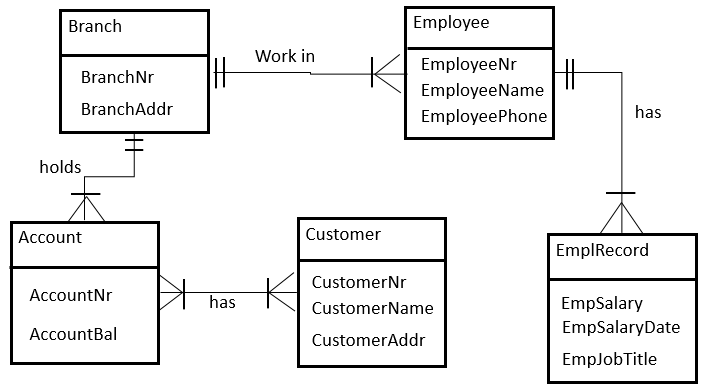 Branch
BranchNr
BranchAddr
Work in
Employee
EmployeeNr
EmployeeName
EmployeePhone
has
holds
Account
AccountNr
AccountBal
has
Customer
CustomerNr
CustomerName
CustomerAddr
EmplRecord
EmpSalary
EmpSalaryDate
EmpJobTitle